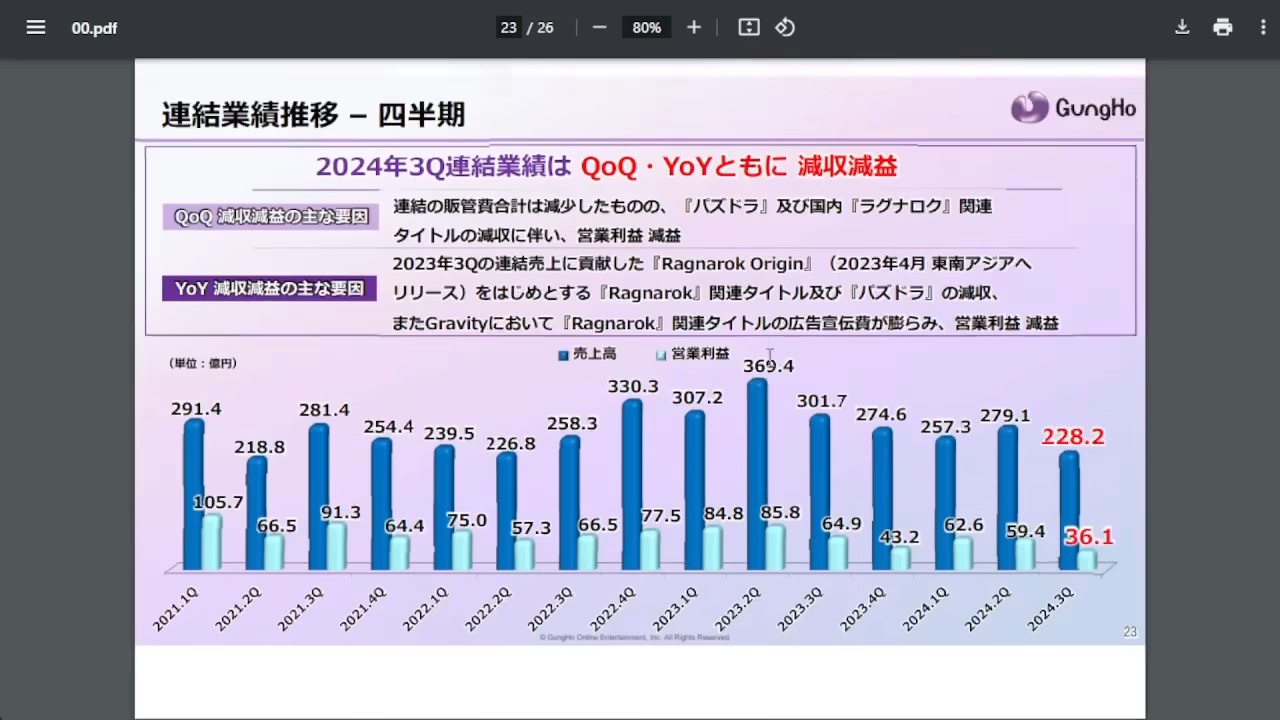 00.pdf
23 / 26
80%
連結業績推移 – 四半期
GungHo
2024年3Q連結業績は QoQ・YoYともに 減収減益
QoQ 減収減益の主な要因
連結の販管費合計は減少したものの、『パズドラ』及び国内『ラグナロク』関連
タイトルの減収に伴い、営業利益 減益
YoY 減収減益の主な要因
2023年3Qの連結売上に貢献した『Ragnarok Origin』（2023年4月 東南アジアへ
リリース）をはじめとする『Ragnarok』関連タイトル及び『パズドラ』の減収、
またGravityにおいて『Ragnarok』関連タイトルの広告宣伝費が膨らみ、営業利益 減益
（単位：億円）
売上高 営業利益
291.4 218.8 281.4 254.4 239.5 226.8 258.3 330.3 307.2 369.4 301.7 274.6 257.3 279.1 228.2
105.7 66.5 91.3 64.4 75.0 57.3 66.5 77.5 84.8 85.8 64.9 43.2 62.6 59.4 36.1
2021.1Q 2021.2Q 2021.3Q 2021.4Q 2022.1Q 2022.2Q 2022.3Q 2022.4Q 2023.1Q 2023.2Q 2023.3Q 2023.4Q 2024.1Q 2024.2Q 2024.3Q
© GungHo Online Entertainment, Inc. All Rights Reserved.
23